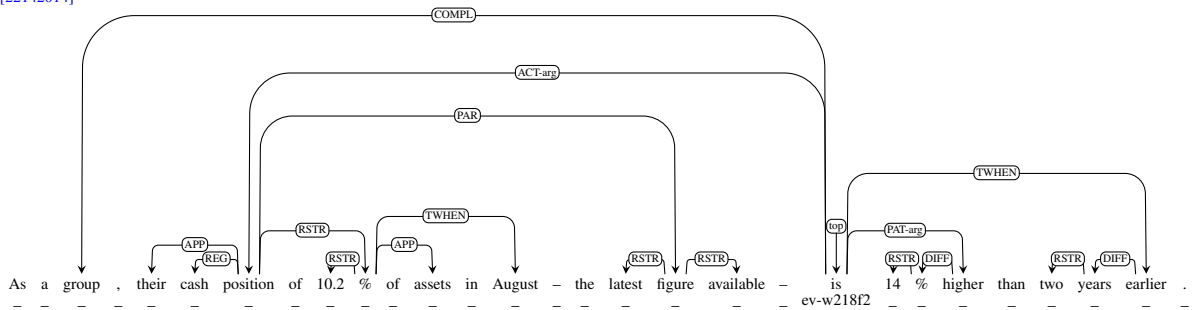 [22142014]
COMPL
ACT-arg
PAR
TWHEN
TWHEN
RSTR top PAT-arg
APP APP
REG RSTR RSTR RSTR RSTR DIFF RSTR DIFF
As a group , their cash position of 10.2 % of assets in August – the latest figure available – is 14 % higher than two years earlier .
_ _ _ _ _ _ _ _ _ _ _ _ _ _ _ _ _ _ _ _ ev-w218f2 _ _ _ _ _ _ _ _